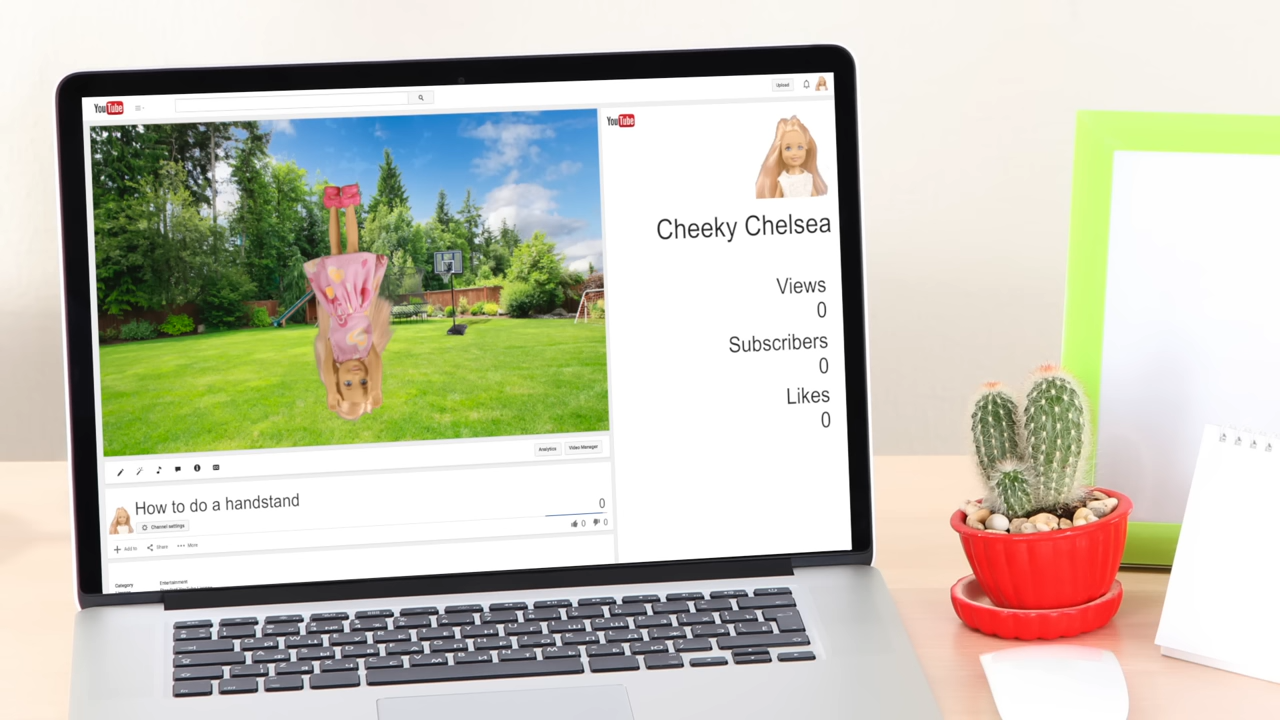 YouTube
Upload
YouTube
Cheeky Chelsea
Views
0
Subscribers
0
Likes
0
Analytics
Video Manager
How to do a handstand
0
Channel settings
0
0
Add to
Share
More
Category
Entertainment